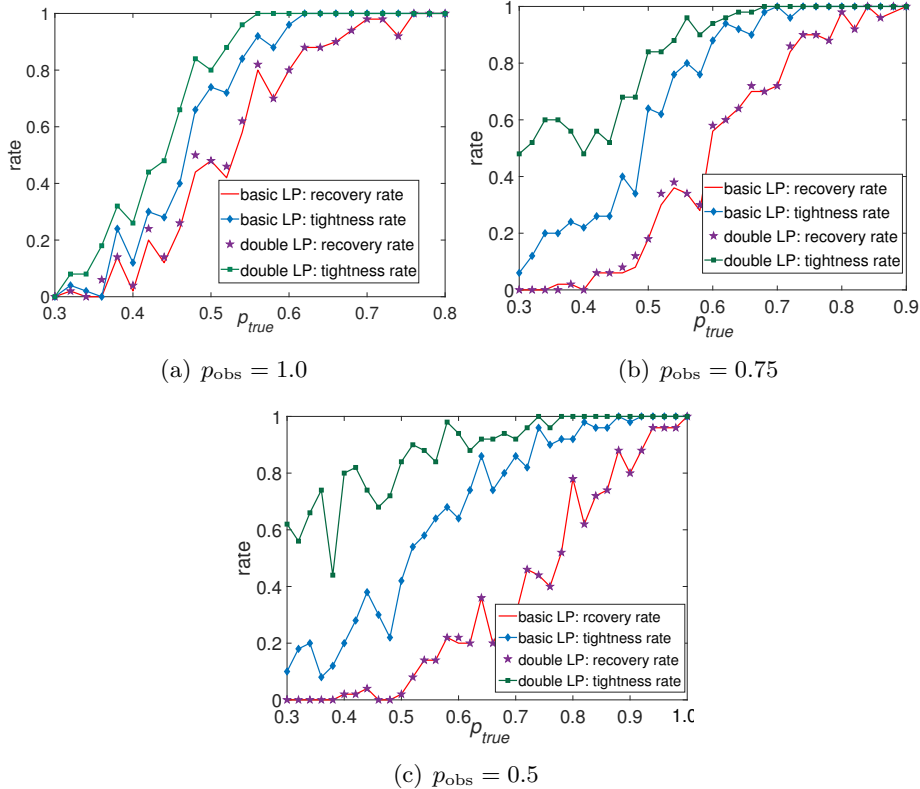 1
0.8
0.6
0.4
0.2
0
rate
basic LP: recovery rate
basic LP: tightness rate
double LP: recovery rate
double LP: tightness rate
0.3 0.4 0.5 0.6 0.7 0.8
p_true
(a) p_obs = 1.0
1
0.8
0.6
0.4
0.2
0
rate
basic LP: recovery rate
basic LP: tightness rate
double LP: recovery rate
double LP: tightness rate
0.3 0.4 0.5 0.6 0.7 0.8 0.9
p_true
(b) p_obs = 0.75
1
0.8
0.6
0.4
0.2
0
rate
basic LP: rcovery rate
basic LP: tightness rate
double LP: recovery rate
double LP: tightness rate
0.3 0.4 0.5 0.6 0.7 0.8 0.9 1.0
p_true
(c) p_obs = 0.5